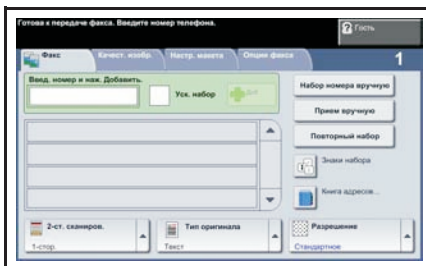 Готова к передаче факса. Введите номер телефона.
Гость
Факс
Качест. изобр.
Настр. макета
Опции факса
1
Введ. номер и наж. Добавить.
Уск. набор
Доб
Набор номера вручную
Прием вручную
Повторный набор
Знаки набора
Книга адресов...
2-ст. сканиров.
1-стор.
Тип оригинала
Текст
Разрешение
Стандартное